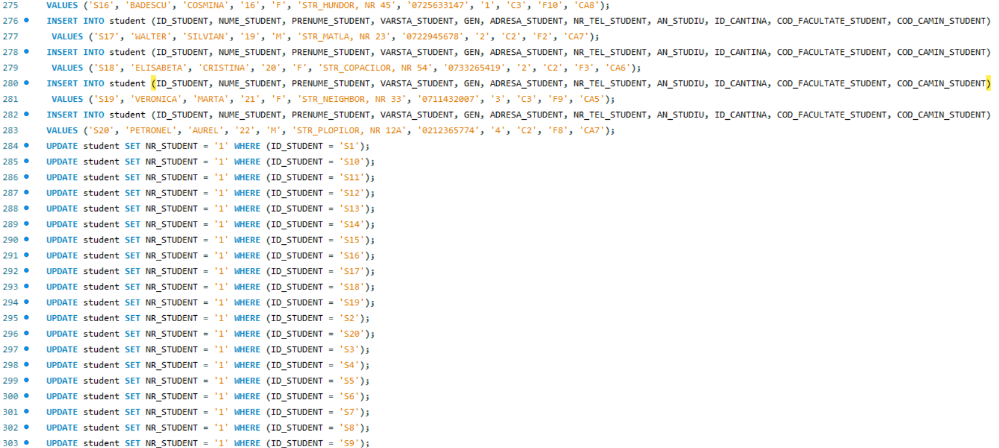 275 VALUES ('S16', 'BADESCU', 'COSMINA', '16', 'F', 'STR_HUNDOR, NR 45', '0725633147', '1', 'C3', 'F10', 'CA8');
276 INSERT INTO student (ID_STUDENT, NUME_STUDENT, PRENUME_STUDENT, VARSTA_STUDENT, GEN, ADRESA_STUDENT, NR_TEL_STUDENT, AN_STUDIU, ID_CANTINA, COD_FACULTATE_STUDENT, COD_CAMIN_STUDENT)
277 VALUES ('S17', 'WALTER', 'SILVIAN', '19', 'M', 'STR_MATLA, NR 23', '0722945678', '2', 'C2', 'F2', 'CA7');
278 INSERT INTO student (ID_STUDENT, NUME_STUDENT, PRENUME_STUDENT, VARSTA_STUDENT, GEN, ADRESA_STUDENT, NR_TEL_STUDENT, AN_STUDIU, ID_CANTINA, COD_FACULTATE_STUDENT, COD_CAMIN_STUDENT)
279 VALUES ('S18', 'ELISABETA', 'CRISTINA', '20', 'F', 'STR_COPACILOR, NR 54', '0733265419', '2', 'C2', 'F3', 'CA6');
280 INSERT INTO student (ID_STUDENT, NUME_STUDENT, PRENUME_STUDENT, VARSTA_STUDENT, GEN, ADRESA_STUDENT, NR_TEL_STUDENT, AN_STUDIU, ID_CANTINA, COD_FACULTATE_STUDENT, COD_CAMIN_STUDENT)
281 VALUES ('S19', 'VERONICA', 'MARTA', '21', 'F', 'STR_NEIGHBOR, NR 33', '0711432007', '3', 'C3', 'F9', 'CA5');
282 INSERT INTO student (ID_STUDENT, NUME_STUDENT, PRENUME_STUDENT, VARSTA_STUDENT, GEN, ADRESA_STUDENT, NR_TEL_STUDENT, AN_STUDIU, ID_CANTINA, COD_FACULTATE_STUDENT, COD_CAMIN_STUDENT)
283 VALUES ('S20', 'PETRONEL', 'AUREL', '22', 'M', 'STR_PLOPILOR, NR 12A', '0212365774', '4', 'C2', 'F8', 'CA7');
284 UPDATE student SET NR_STUDENT = '1' WHERE (ID_STUDENT = 'S1');
285 UPDATE student SET NR_STUDENT = '1' WHERE (ID_STUDENT = 'S10');
286 UPDATE student SET NR_STUDENT = '1' WHERE (ID_STUDENT = 'S11');
287 UPDATE student SET NR_STUDENT = '1' WHERE (ID_STUDENT = 'S12');
288 UPDATE student SET NR_STUDENT = '1' WHERE (ID_STUDENT = 'S13');
289 UPDATE student SET NR_STUDENT = '1' WHERE (ID_STUDENT = 'S14');
290 UPDATE student SET NR_STUDENT = '1' WHERE (ID_STUDENT = 'S15');
291 UPDATE student SET NR_STUDENT = '1' WHERE (ID_STUDENT = 'S16');
292 UPDATE student SET NR_STUDENT = '1' WHERE (ID_STUDENT = 'S17');
293 UPDATE student SET NR_STUDENT = '1' WHERE (ID_STUDENT = 'S18');
294 UPDATE student SET NR_STUDENT = '1' WHERE (ID_STUDENT = 'S19');
295 UPDATE student SET NR_STUDENT = '1' WHERE (ID_STUDENT = 'S2');
296 UPDATE student SET NR_STUDENT = '1' WHERE (ID_STUDENT = 'S20');
297 UPDATE student SET NR_STUDENT = '1' WHERE (ID_STUDENT = 'S3');
298 UPDATE student SET NR_STUDENT = '1' WHERE (ID_STUDENT = 'S4');
299 UPDATE student SET NR_STUDENT = '1' WHERE (ID_STUDENT = 'S5');
300 UPDATE student SET NR_STUDENT = '1' WHERE (ID_STUDENT = 'S6');
301 UPDATE student SET NR_STUDENT = '1' WHERE (ID_STUDENT = 'S7');
302 UPDATE student SET NR_STUDENT = '1' WHERE (ID_STUDENT = 'S8');
303 UPDATE student SET NR_STUDENT = '1' WHERE (ID_STUDENT = 'S9');